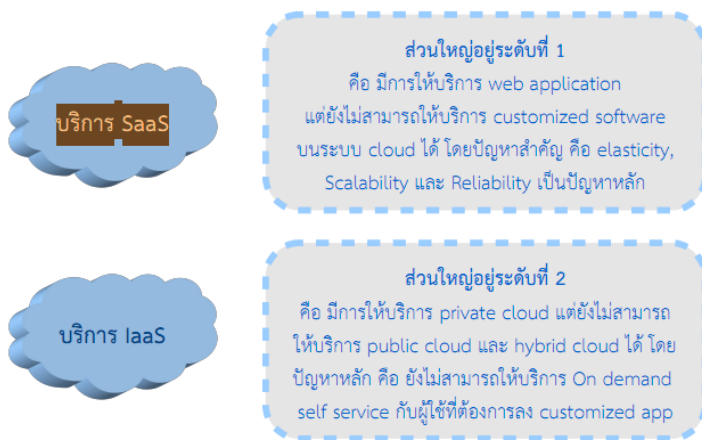 บริการ SaaS
ส่วนใหญ่อยู่ระดับที่ 1
คือ มีการให้บริการ web application
แต่ยังไม่สามารถให้บริการ customized software
บนระบบ cloud ได้ โดยปัญหาสำคัญ คือ elasticity,
Scalability และ Reliability เป็นปัญหาหลัก
บริการ IaaS
ส่วนใหญ่อยู่ระดับที่ 2
คือ มีการให้บริการ private cloud แต่ยังไม่สามารถ
ให้บริการ public cloud และ hybrid cloud ได้ โดย
ปัญหาหลัก คือ ยังไม่สามารถให้บริการ On demand
self service กับผู้ใช้ที่ต้องการลง customized app